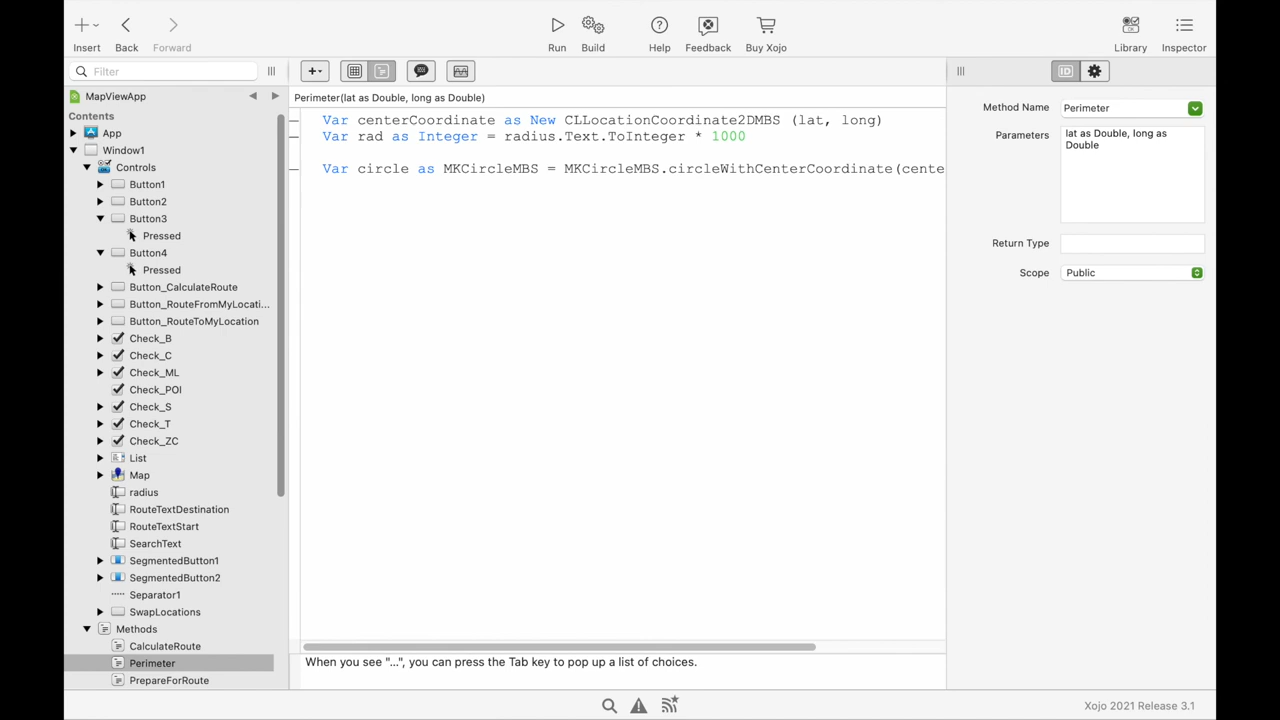 Insert
Back
Forward
Run
Build
Help
Feedback
Buy Xojo
Library
Inspector
Filter
MapViewApp
Contents
App
Window1
Controls
Button1
Button2
Button3
Pressed
Button4
Pressed
Button_CalculateRoute
Button_RouteFromMyLocati...
Button_RouteToMyLocation
Check_B
Check_C
Check_ML
Check_POI
Check_S
Check_T
Check_ZC
List
Map
radius
RouteTextDestination
RouteTextStart
SearchText
SegmentedButton1
SegmentedButton2
Separator1
SwapLocations
Methods
CalculateRoute
Perimeter
PrepareForRoute
Perimeter(lat as Double, long as Double)
Var centerCoordinate as New CLLocationCoordinate2DMBS (lat, long)
Var rad as Integer = radius.Text.ToInteger * 1000
Var circle as MKCircleMBS = MKCircleMBS.circleWithCenterCoordinate(cente
When you see "...", you can press the Tab key to pop up a list of choices.
ID
Method Name
Perimeter
Parameters
lat as Double, long as
Double
Return Type
Scope
Public
Xojo 2021 Release 3.1